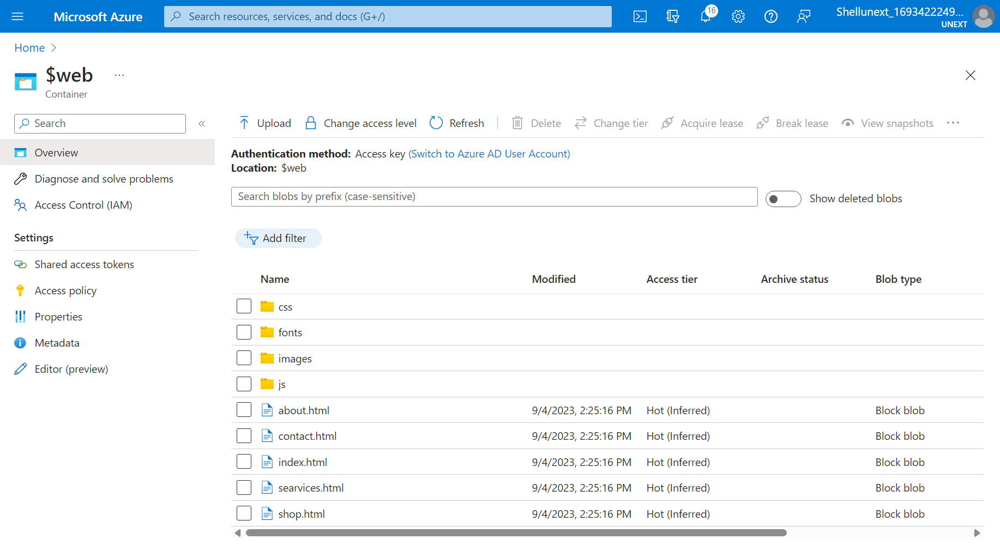 Microsoft Azure
Search resources, services, and docs (G+/)
16
Shellunext_1693422249...
UNEXT
Home
$web
...
Container
Search
«
Overview
Diagnose and solve problems
Access Control (IAM)
Settings
Shared access tokens
Access policy
Properties
Metadata
Editor (preview)
Upload Change access level Refresh Delete Change tier Acquire lease Break lease View snapshots ...
Authentication method: Access key (Switch to Azure AD User Account)
Location: $web
Search blobs by prefix (case-sensitive)
Show deleted blobs
Add filter
Name Modified Access tier Archive status Blob type
css
fonts
images
js
about.html 9/4/2023, 2:25:16 PM Hot (Inferred) Block blob
contact.html 9/4/2023, 2:25:16 PM Hot (Inferred) Block blob
index.html 9/4/2023, 2:25:16 PM Hot (Inferred) Block blob
searvices.html 9/4/2023, 2:25:16 PM Hot (Inferred) Block blob
shop.html 9/4/2023, 2:25:16 PM Hot (Inferred) Block blob